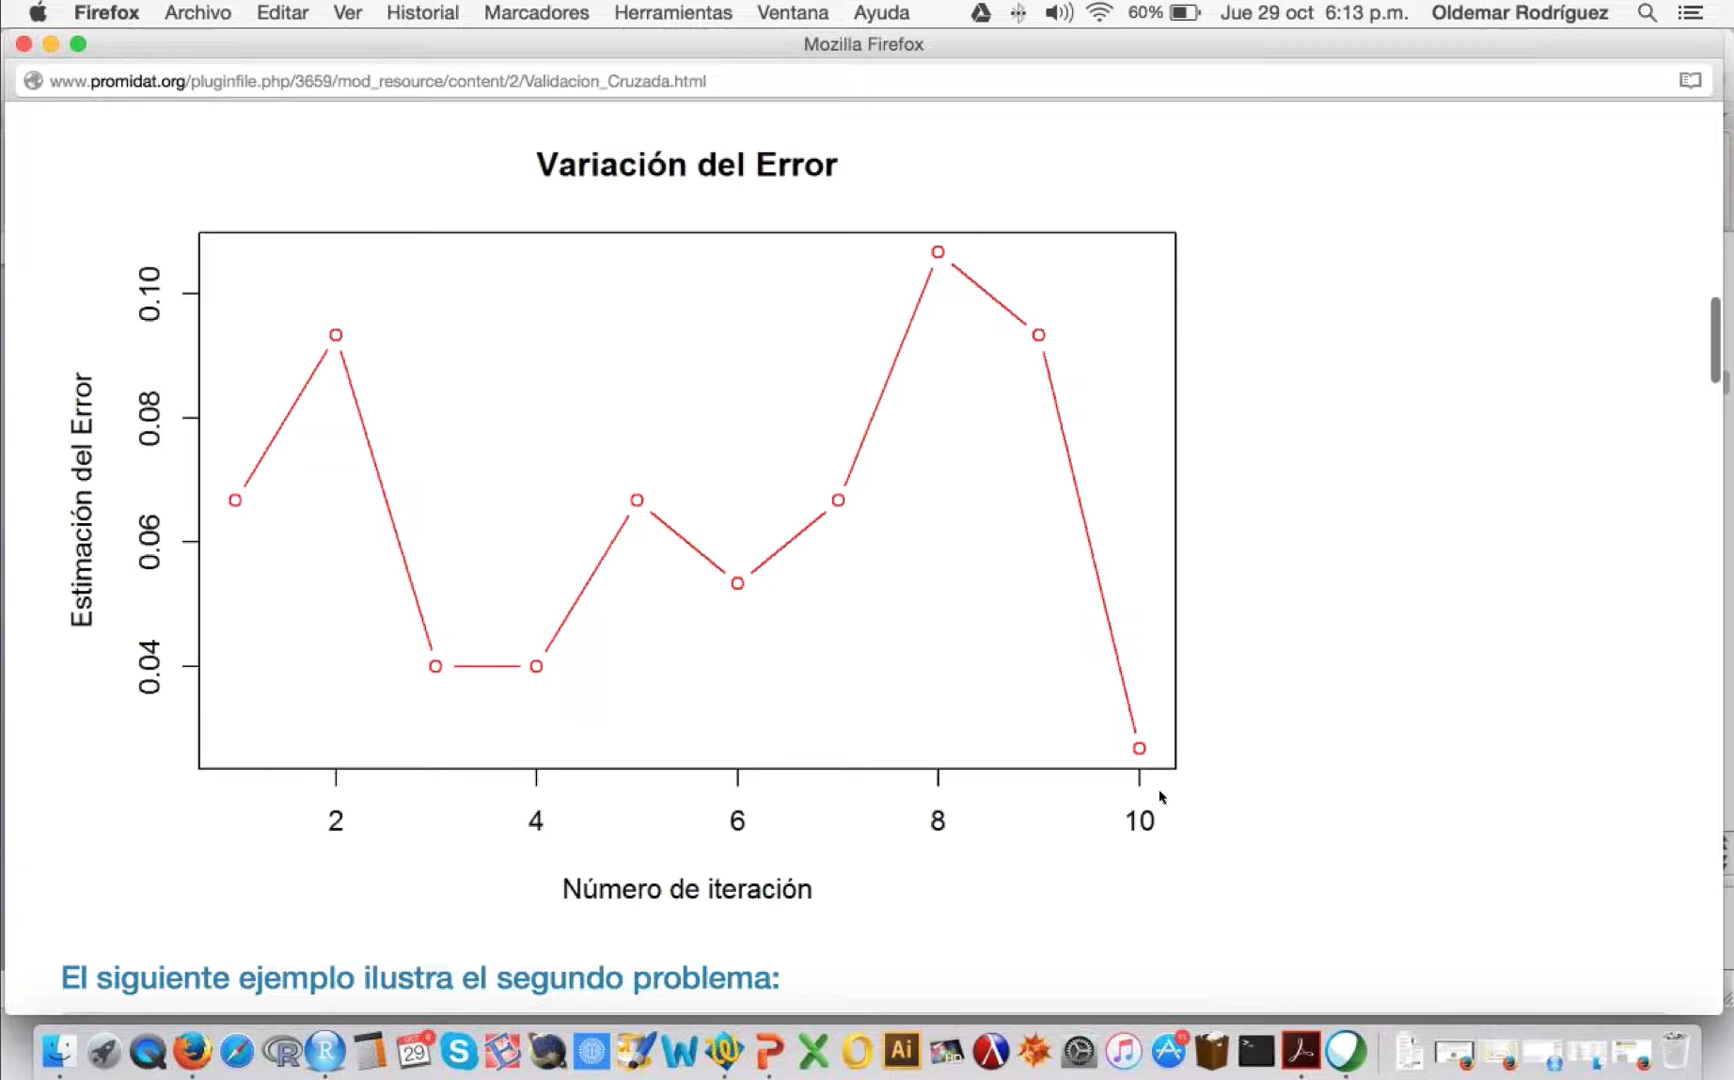 Firefox Archivo Editar Ver Historial Marcadores Herramientas Ventana Ayuda 60% Jue 29 oct 6:13 p.m. Oldemar Rodríguez
Mozilla Firefox
www.promidat.org/pluginfile.php/3659/mod_resource/content/2/Validacion_Cruzada.html
Variación del Error
Estimación del Error
0.10
0.08
0.06
0.04
2 4 6 8 10
Número de iteración
El siguiente ejemplo ilustra el segundo problema:
29
Ai